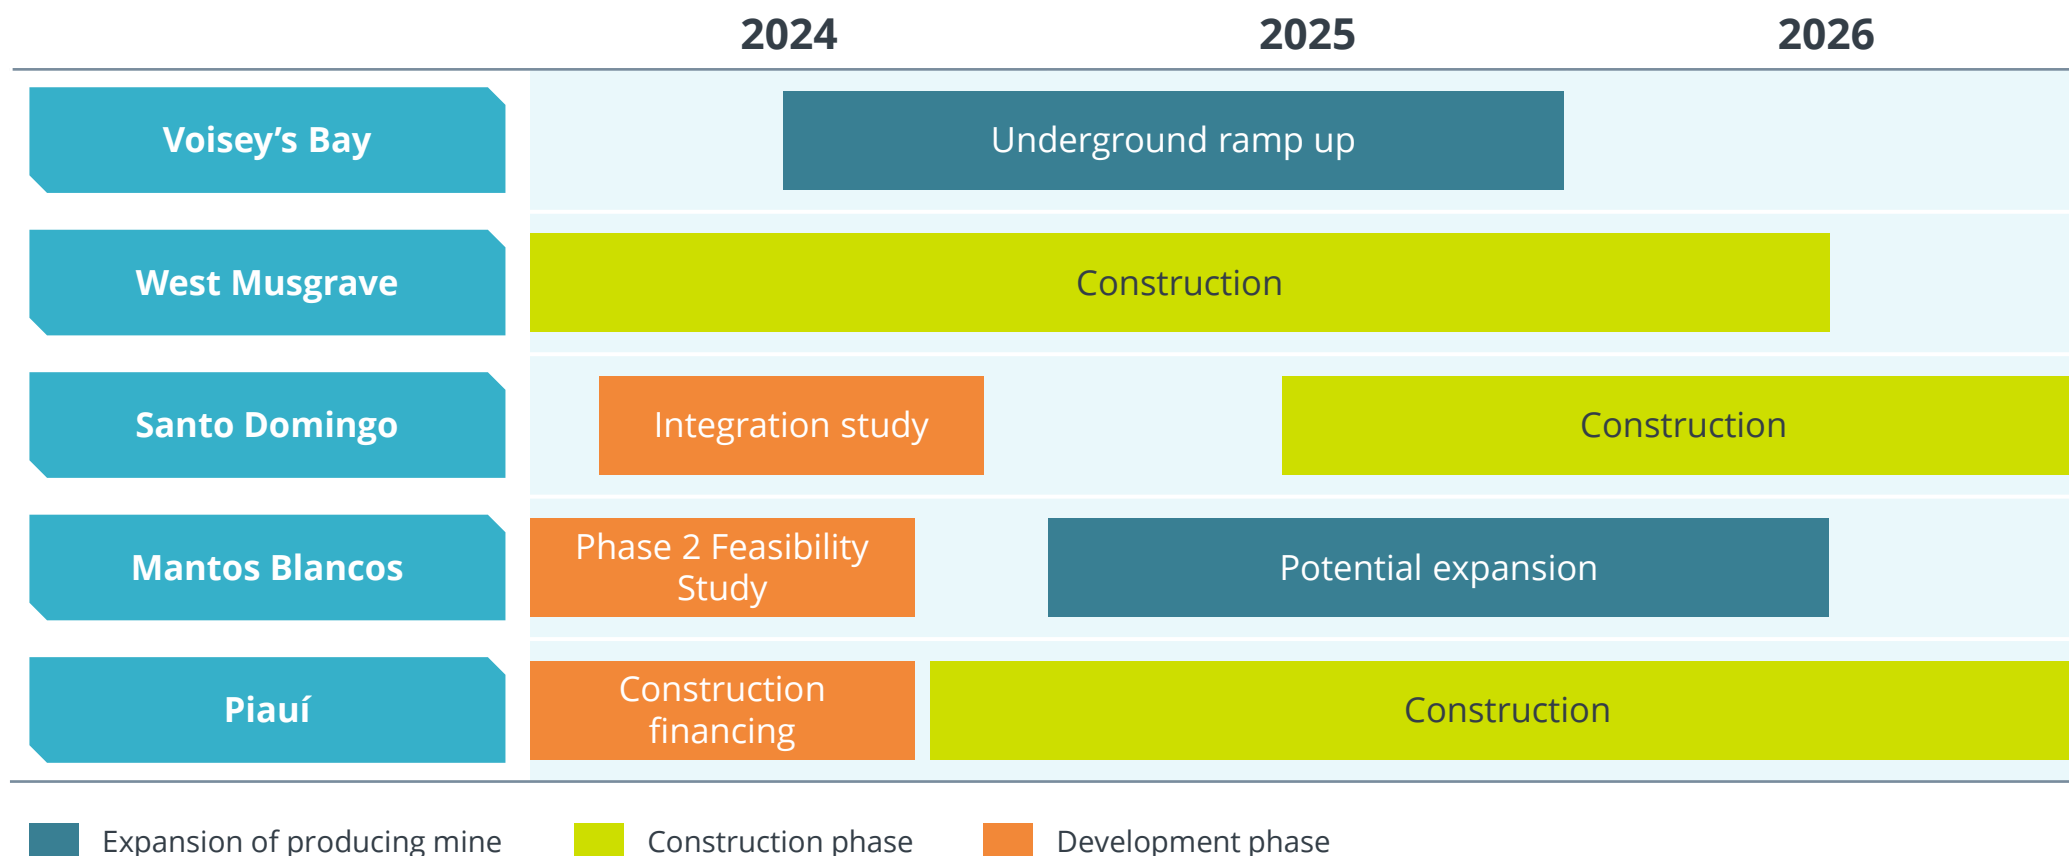 2024 2025 2026
Voisey’s Bay
Underground ramp up
West Musgrave
Construction
Santo Domingo
Integration study
Construction
Mantos Blancos
Phase 2 Feasibility
Study
Potential expansion
Piauí
Construction
financing
Construction
Expansion of producing mine
Construction phase
Development phase